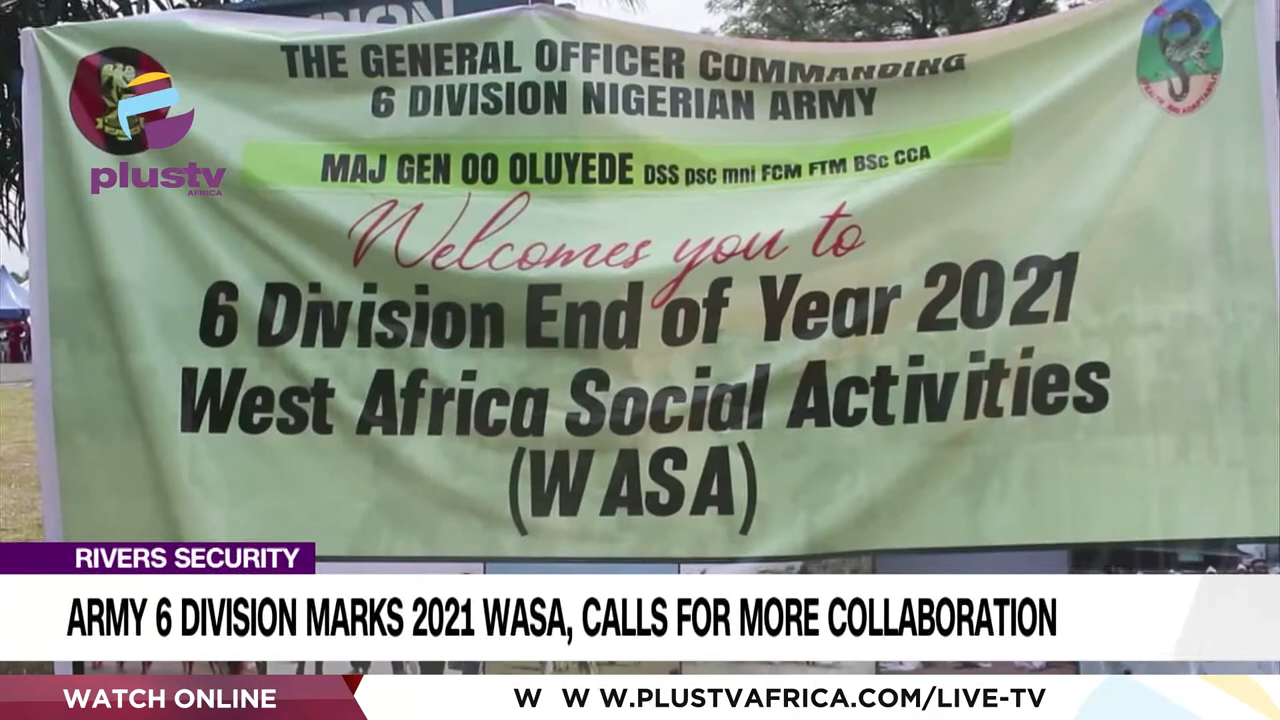 THE GENERAL OFFICER COMMANDING
6 DIVISION NIGERIAN ARMY
MAJ GEN OO OLUYEDE DSS psc mni FCM FTM BSc CCA
Welcomes you to
6 Division End of Year 2021
West Africa Social Activities
(WASA)
plustv
AFRICA
RIVERS SECURITY
ARMY 6 DIVISION MARKS 2021 WASA, CALLS FOR MORE COLLABORATION
WATCH ONLINE
W W W.PLUSTVAFRICA.COM/LIVE-TV